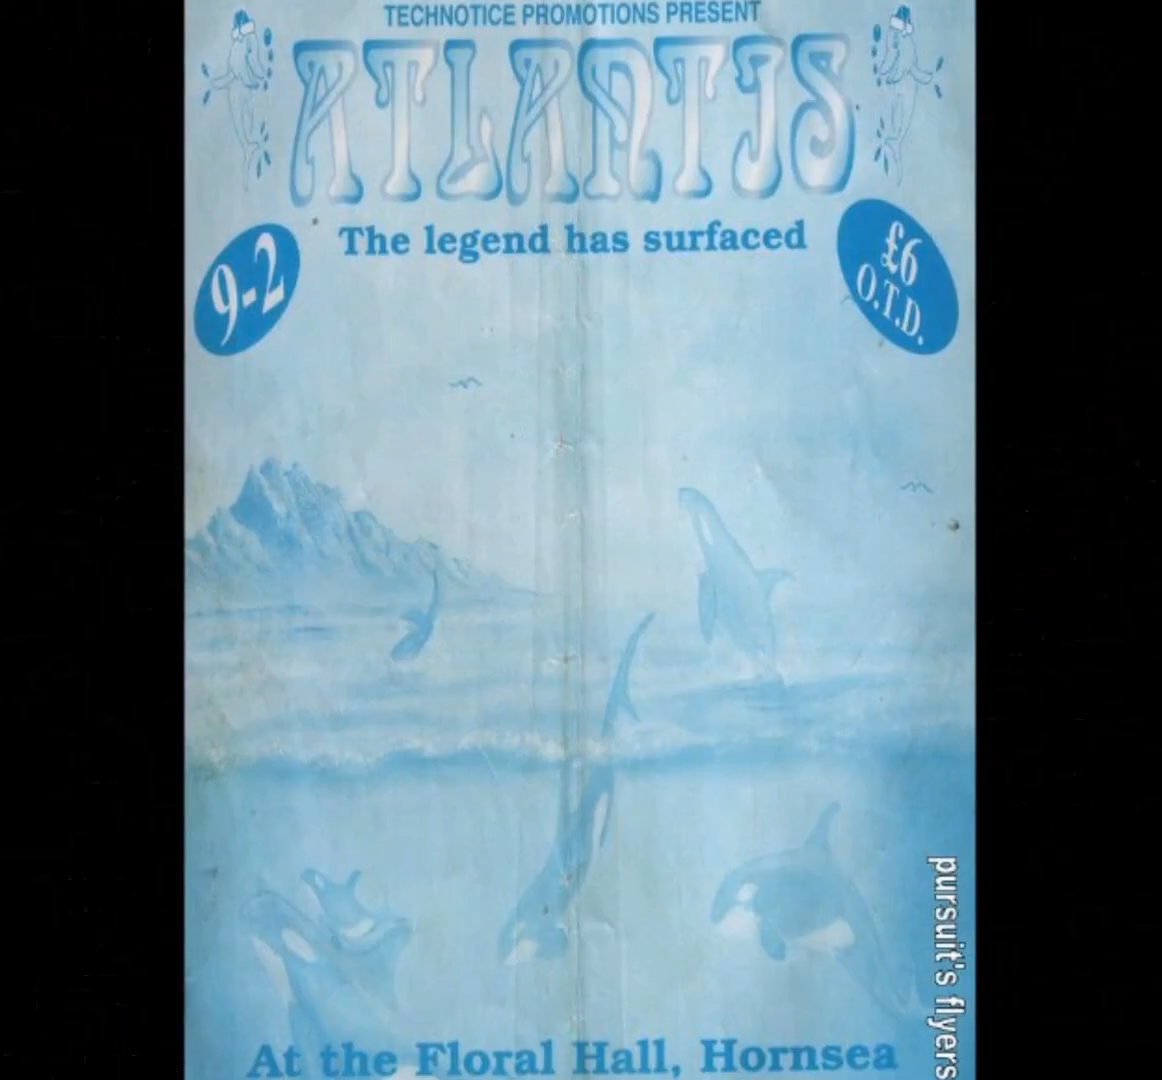 TECHNOTICE PROMOTIONS PRESENT
ATLANTIS
The legend has surfaced
9-2
£6
O.T.D.
At the Floral Hall, Hornsea
pursuit's flyers